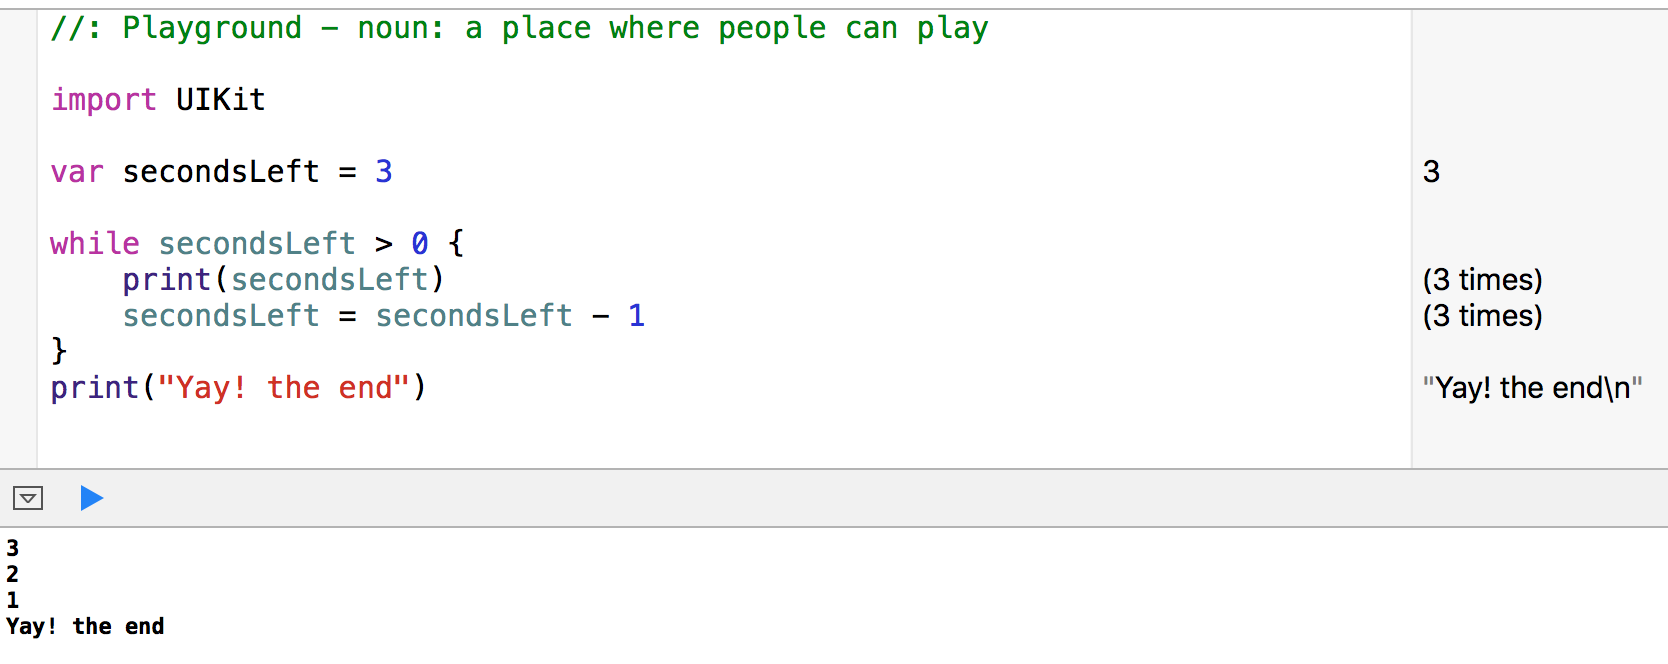 //: Playground – noun: a place where people can play
import UIKit
var secondsLeft = 3
3
while secondsLeft > 0 {
    print(secondsLeft)
(3 times)
    secondsLeft = secondsLeft – 1
(3 times)
}
print("Yay! the end")
"Yay! the end\n"
3
2
1
Yay! the end